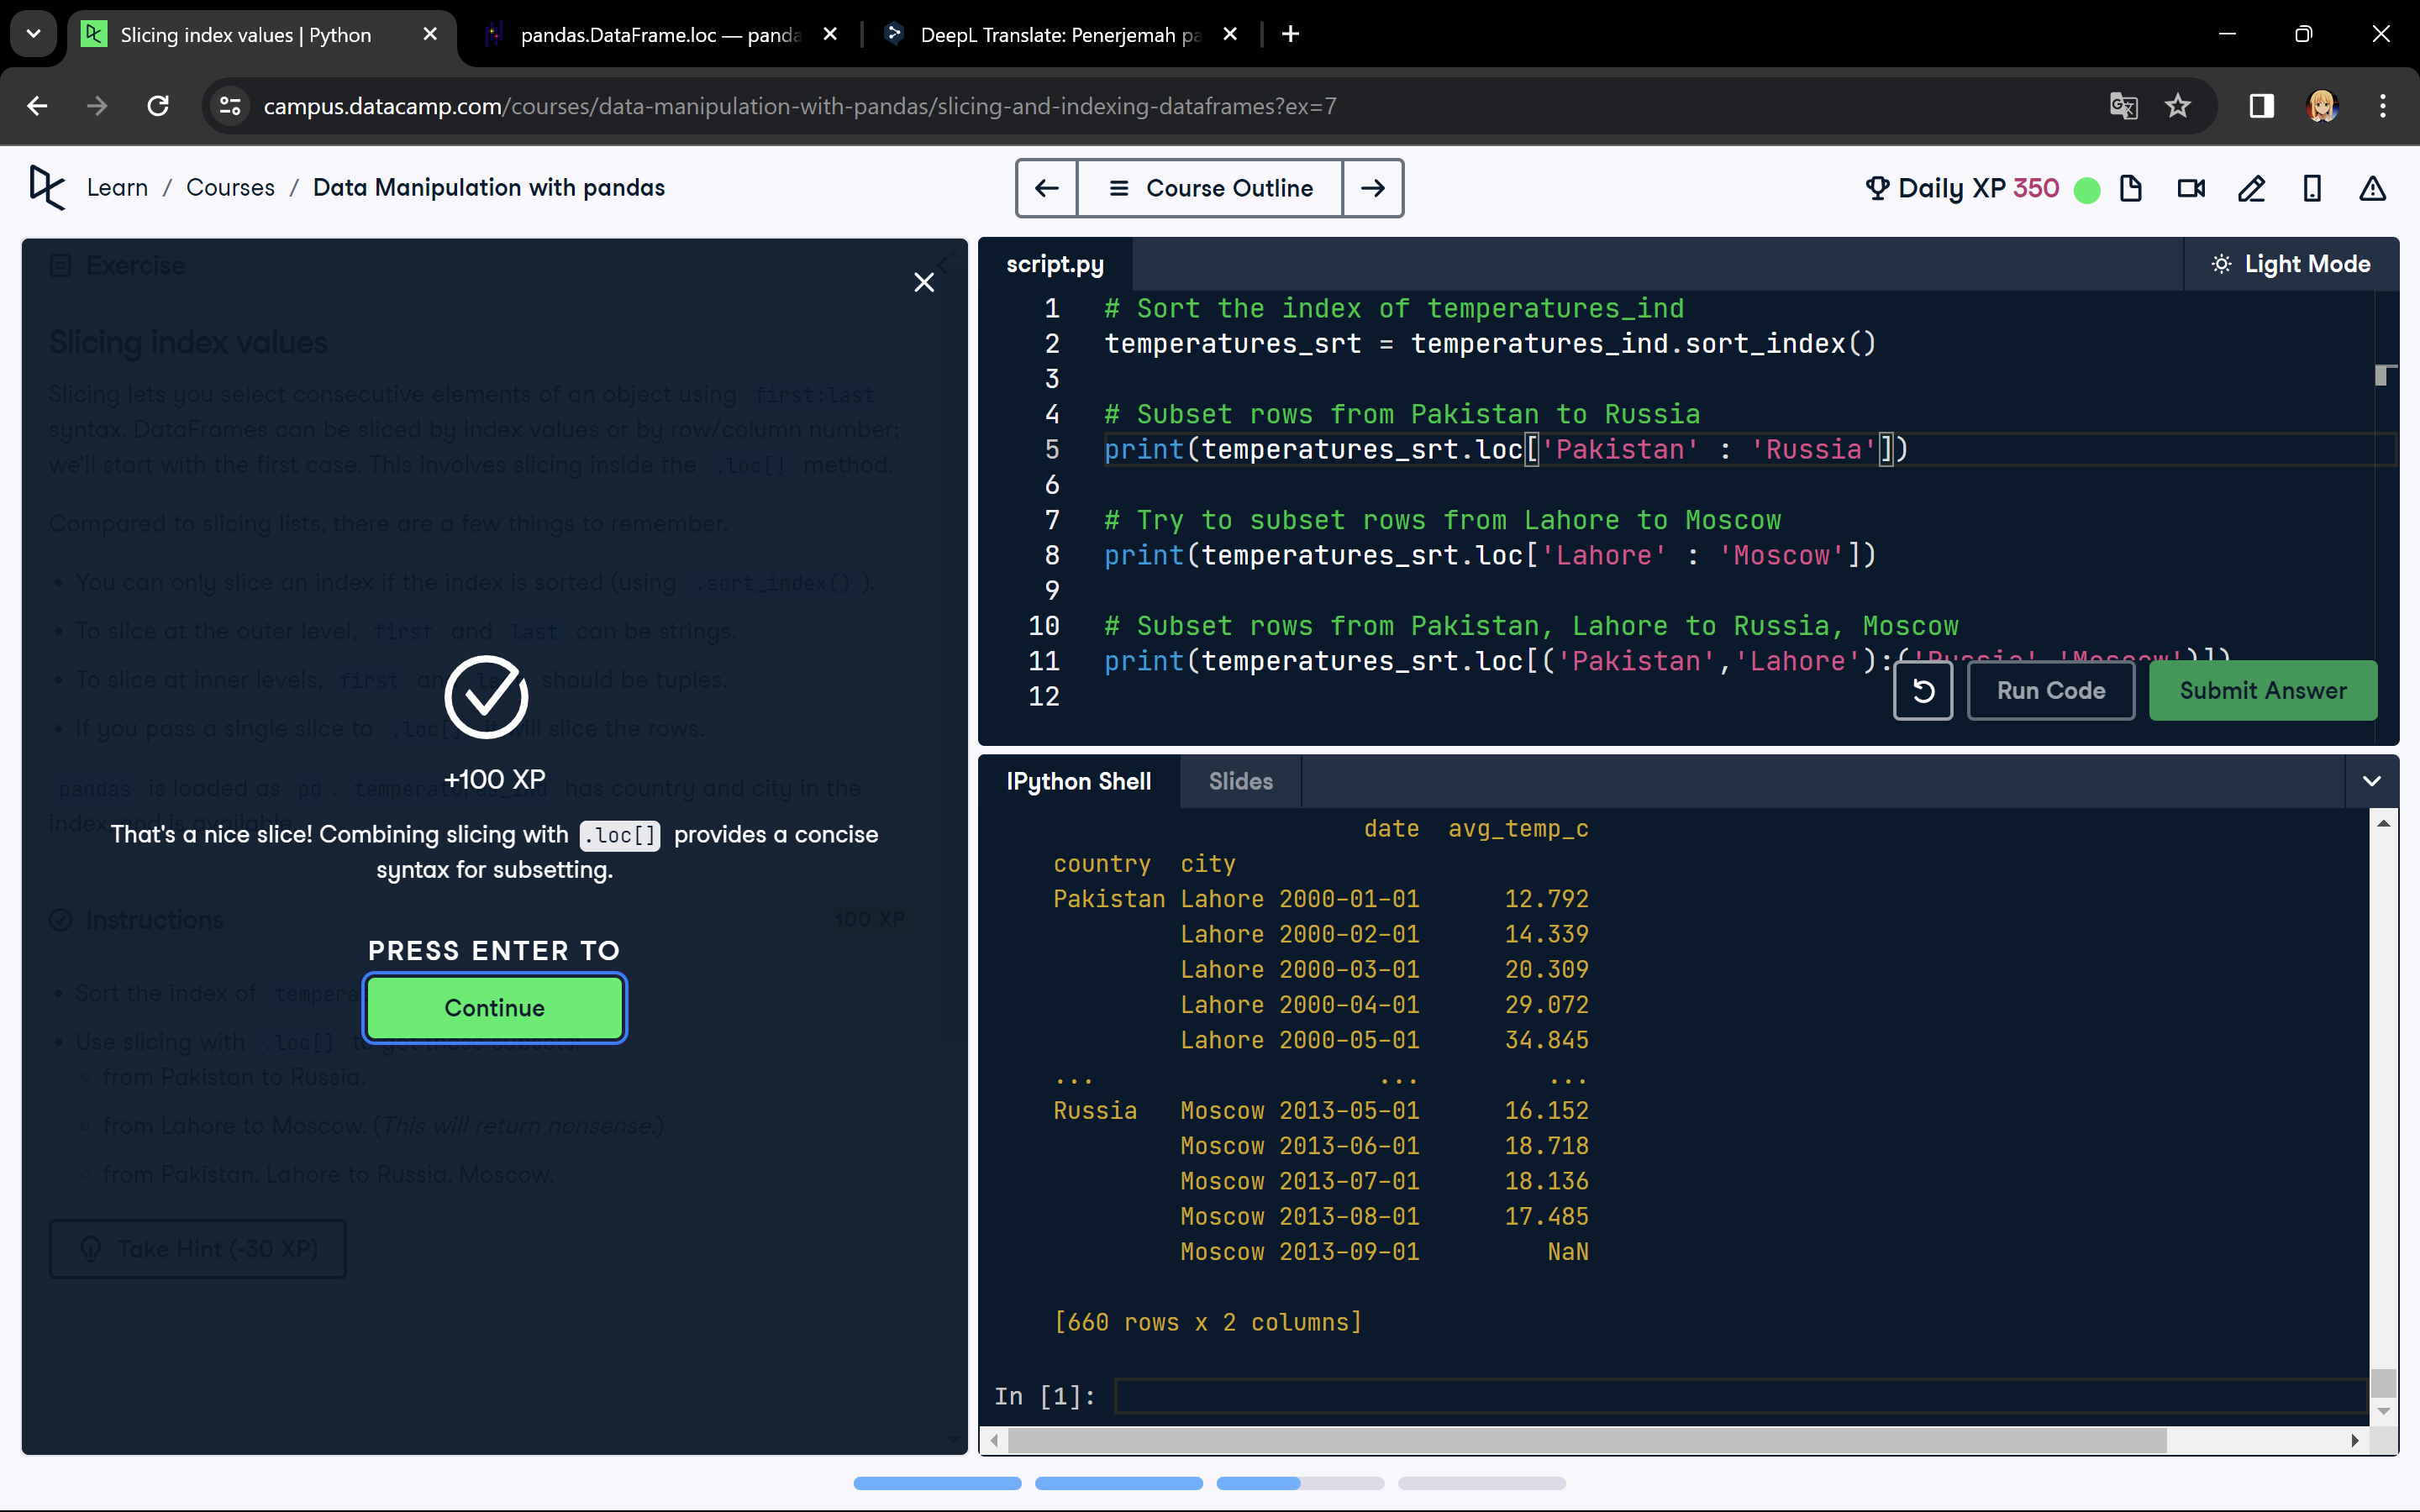 Slicing index values | Python
pandas.DataFrame.loc — panda
DeepL Translate: Penerjemah pa
campus.datacamp.com/courses/data-manipulation-with-pandas/slicing-and-indexing-dataframes?ex=7
Learn / Courses / Data Manipulation with pandas
Course Outline
Daily XP 350
Exercise
Slicing index values
Slicing lets you select consecutive elements of an object using first:last
syntax. DataFrames can be sliced by index values or by row/column number;
we'll start with the first case. This involves slicing inside the .loc[] method.
Compared to slicing lists, there are a few things to remember.
• You can only slice an index if the index is sorted (using .sort_index() ).
• To slice at the outer level, first and last can be strings.
• To slice at inner levels, first and last should be tuples.
• If you pass a single slice to .loc[] it will slice the rows.
pandas is loaded as pd. temperatures_ind has country and city in the
index, and is available.
+100 XP
That's a nice slice! Combining slicing with .loc[] provides a concise
syntax for subsetting.
Instructions
100 XP
PRESS ENTER TO
Continue
• Sort the index of tempera
• Use slicing with .loc[] to get these subsets:
◦ from Pakistan to Russia.
◦ from Lahore to Moscow. (This will return nonsense.)
◦ from Pakistan, Lahore to Russia, Moscow.
Take Hint (-30 XP)
script.py
Light Mode
1 # Sort the index of temperatures_ind
2 temperatures_srt = temperatures_ind.sort_index()
3
4 # Subset rows from Pakistan to Russia
5 print(temperatures_srt.loc['Pakistan' : 'Russia'])
6
7 # Try to subset rows from Lahore to Moscow
8 print(temperatures_srt.loc['Lahore' : 'Moscow'])
9
10 # Subset rows from Pakistan, Lahore to Russia, Moscow
11 print(temperatures_srt.loc[('Pakistan','Lahore'):('Russia','Moscow')])
12
Run Code
Submit Answer
IPython Shell
Slides
date avg_temp_c
country city
Pakistan Lahore 2000-01-01 12.792
Lahore 2000-02-01 14.339
Lahore 2000-03-01 20.309
Lahore 2000-04-01 29.072
Lahore 2000-05-01 34.845
... ... ...
Russia Moscow 2013-05-01 16.152
Moscow 2013-06-01 18.718
Moscow 2013-07-01 18.136
Moscow 2013-08-01 17.485
Moscow 2013-09-01 NaN
[660 rows x 2 columns]
In [1]: